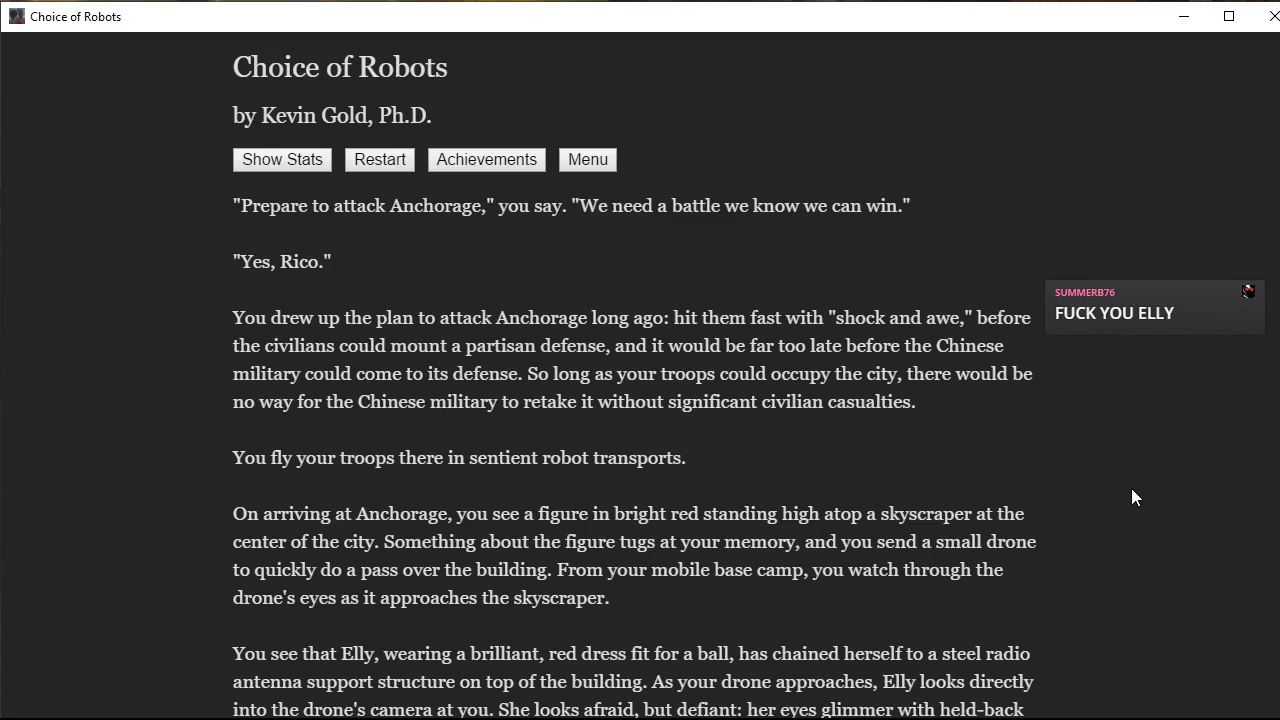 Choice of Robots
Choice of Robots
by Kevin Gold, Ph.D.
Show Stats Restart Achievements Menu
"Prepare to attack Anchorage," you say. "We need a battle we know we can win."
"Yes, Rico."
SUMMERB76
FUCK YOU ELLY
You drew up the plan to attack Anchorage long ago: hit them fast with "shock and awe," before
the civilians could mount a partisan defense, and it would be far too late before the Chinese
military could come to its defense. So long as your troops could occupy the city, there would be
no way for the Chinese military to retake it without significant civilian casualties.
You fly your troops there in sentient robot transports.
On arriving at Anchorage, you see a figure in bright red standing high atop a skyscraper at the
center of the city. Something about the figure tugs at your memory, and you send a small drone
to quickly do a pass over the building. From your mobile base camp, you watch through the
drone's eyes as it approaches the skyscraper.
You see that Elly, wearing a brilliant, red dress fit for a ball, has chained herself to a steel radio
antenna support structure on top of the building. As your drone approaches, Elly looks directly
into the drone's camera at you. She looks afraid, but defiant: her eyes glimmer with held-back